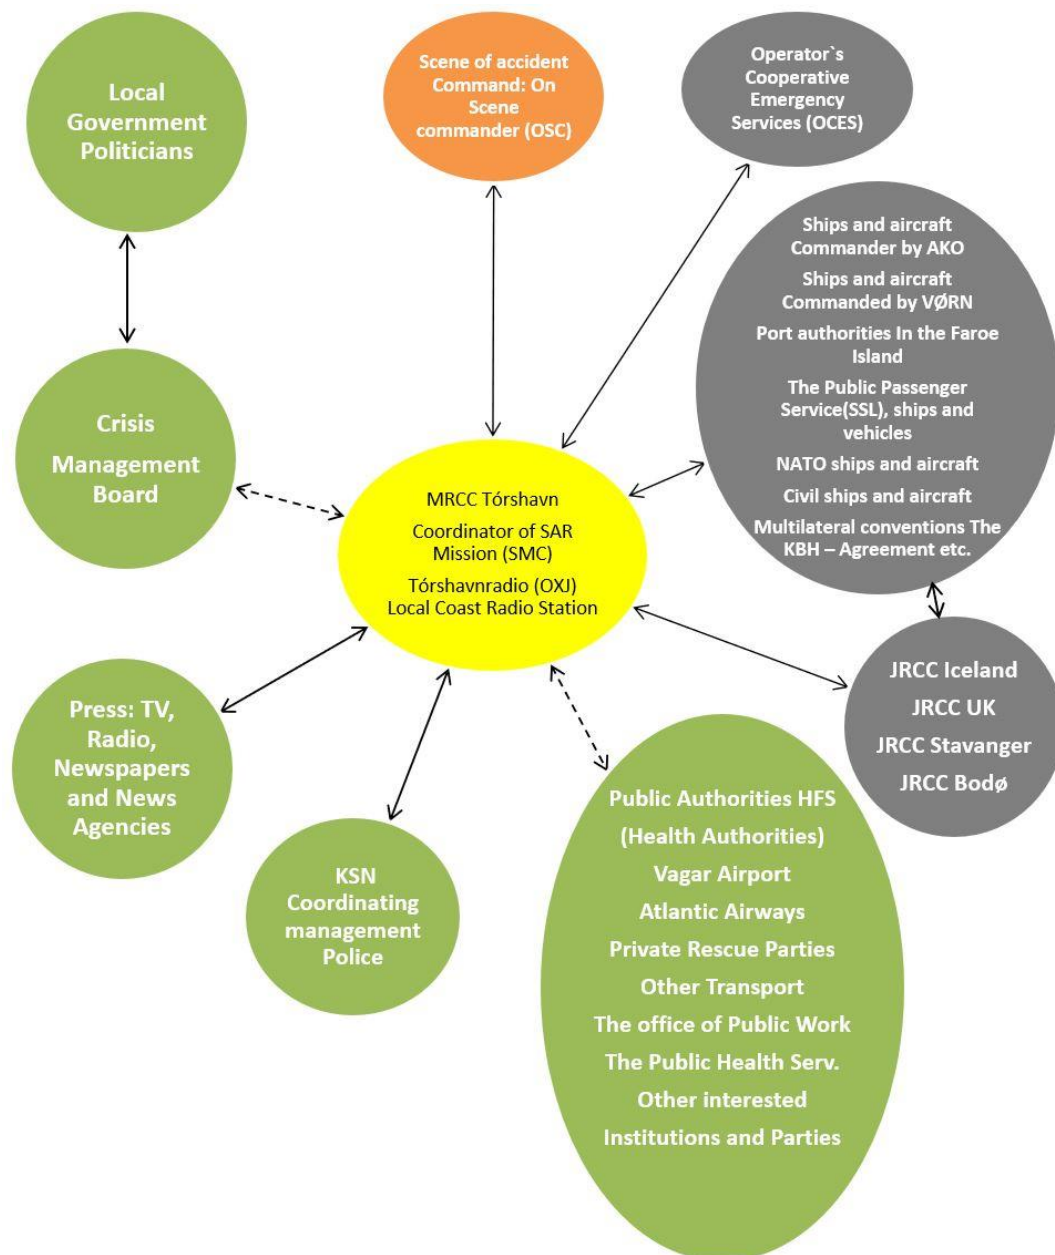 Local
Government
Politicians
Scene of accident
Command: On
Scene
commander (OSC)
Operator`s
Cooperative
Emergency
Services (OCES)
Ships and aircraft
Commander by AKO
Ships and aircraft
Commanded by VØRN
Port authorities In the Faroe
Island
The Public Passenger
Service(SSL), ships and
vehicles
NATO ships and aircraft
Civil ships and aircraft
Multilateral conventions The
KBH – Agreement etc.
Crisis
Management
Board
MRCC Tórshavn
Coordinator of SAR
Mission (SMC)
Tórshavnradio (OXJ)
Local Coast Radio Station
JRCC Iceland
JRCC UK
JRCC Stavanger
JRCC Bodø
Press: TV,
Radio,
Newspapers
and News
Agencies
KSN
Coordinating
management
Police
Public Authorities HFS
(Health Authorities)
Vagar Airport
Atlantic Airways
Private Rescue Parties
Other Transport
The office of Public Work
The Public Health Serv.
Other interested
Institutions and Parties